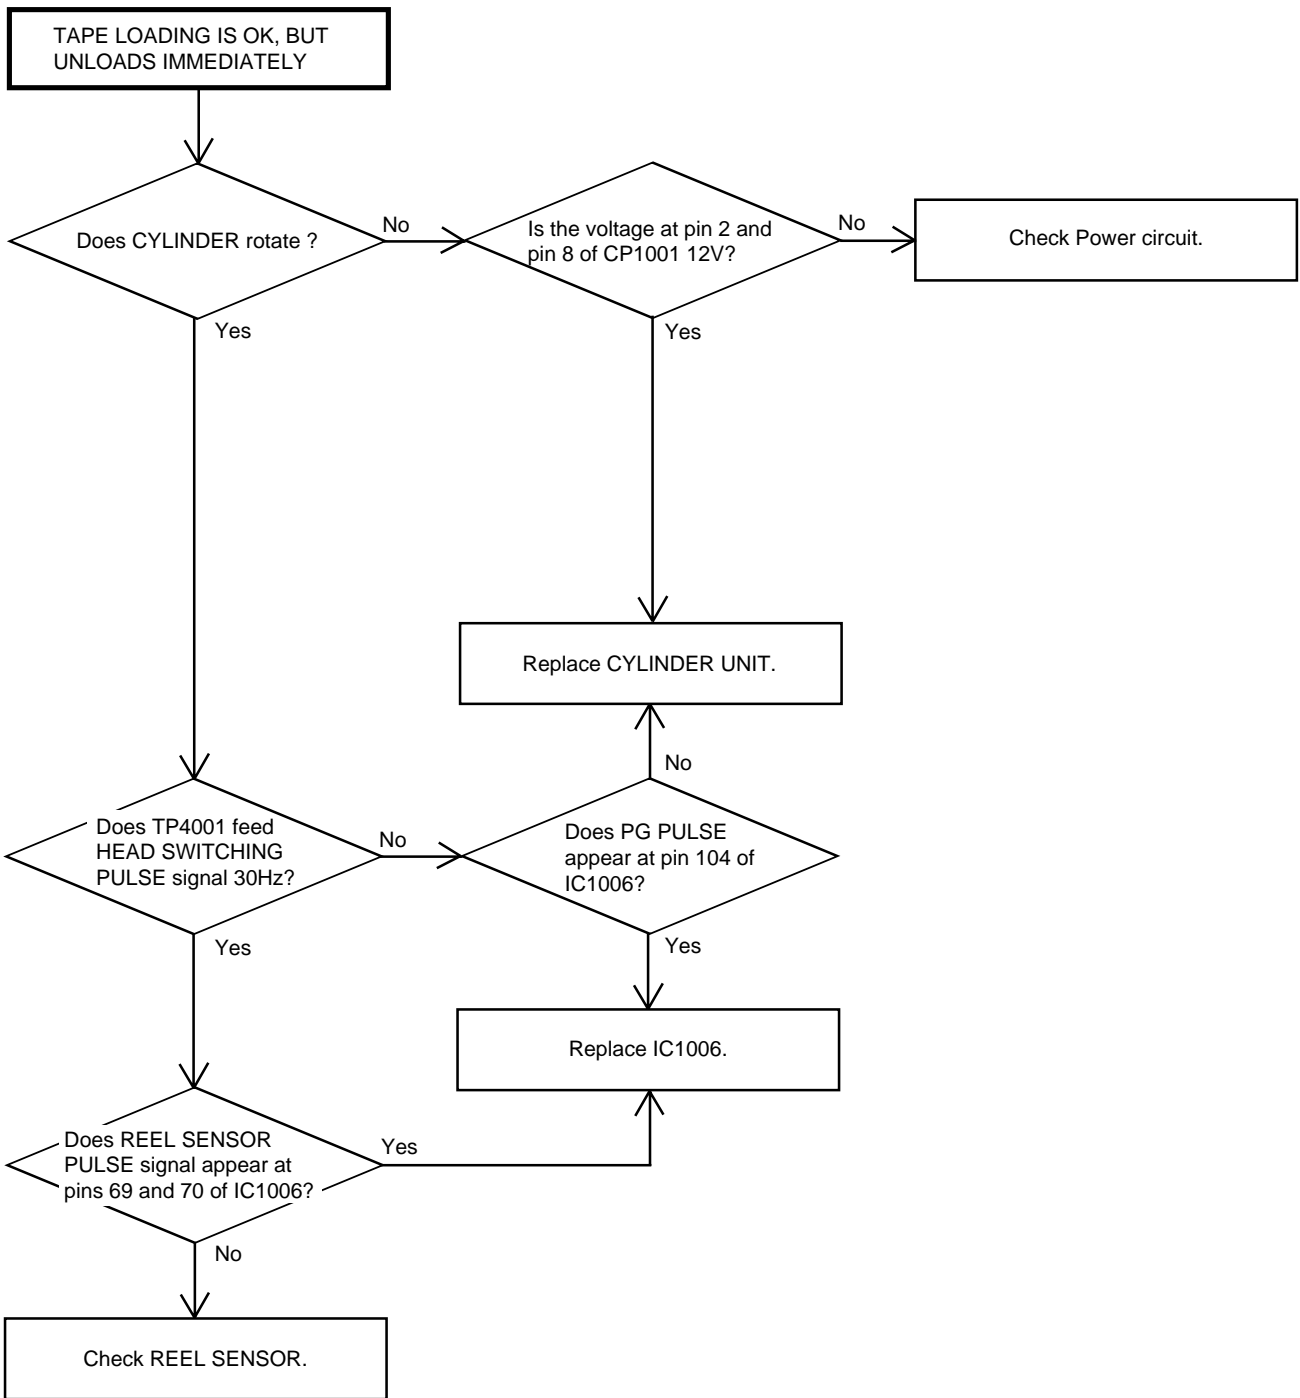 TAPE LOADING IS OK, BUT
UNLOADS IMMEDIATELY
Does CYLINDER rotate ?
No
Is the voltage at pin 2 and
pin 8 of CP1001 12V?
No
Check Power circuit.
Yes
Yes
Replace CYLINDER UNIT.
No
Does TP4001 feed
HEAD SWITCHING
PULSE signal 30Hz?
No
Does PG PULSE
appear at pin 104 of
IC1006?
Yes
Yes
Replace IC1006.
Does REEL SENSOR
PULSE signal appear at
pins 69 and 70 of IC1006?
Yes
No
Check REEL SENSOR.